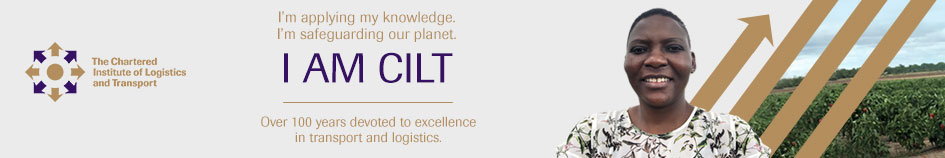 The Chartered
Institute of Logistics
and Transport
I'm applying my knowledge.
I'm safeguarding our planet.
I AM CILT
Over 100 years devoted to excellence
in transport and logistics.